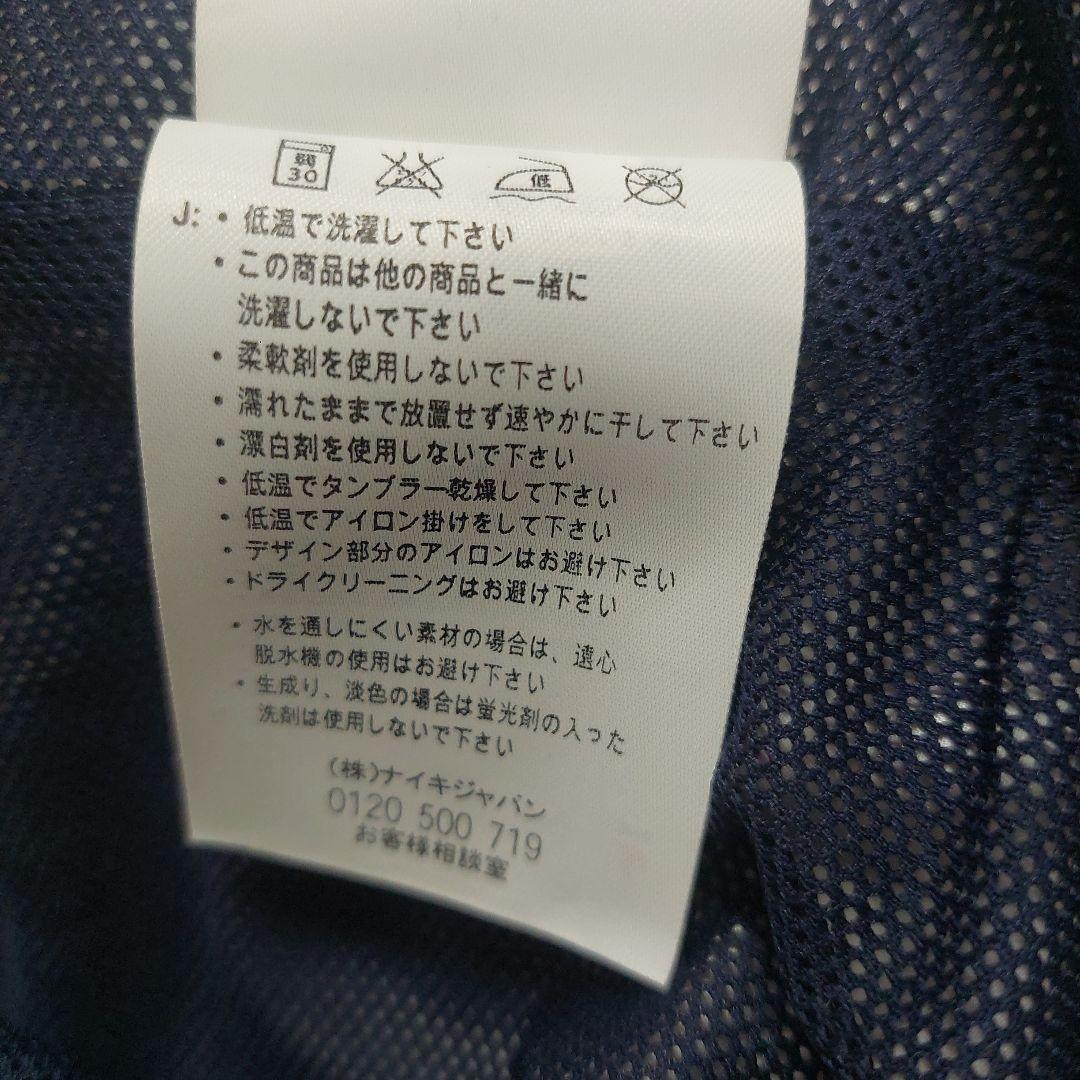 弱
30
低
J: • 低温で洗濯して下さい
• この商品は他の商品と一緒に
洗濯しないで下さい
• 柔軟剤を使用しないで下さい
• 濡れたままで放置せず速やかに干して下さい
• 漂白剤を使用しないで下さい
• 低温でタンブラー乾燥して下さい
• 低温でアイロン掛けをして下さい
• デザイン部分のアイロンはお避け下さい
• ドライクリーニングはお避け下さい
• 水を通しにくい素材の場合は、遠心
脱水機の使用はお避け下さい
• 生成り、淡色の場合は蛍光剤の入った
洗剤は使用しないで下さい
(株)ナイキジャパン
0120 500 719
お客様相談室